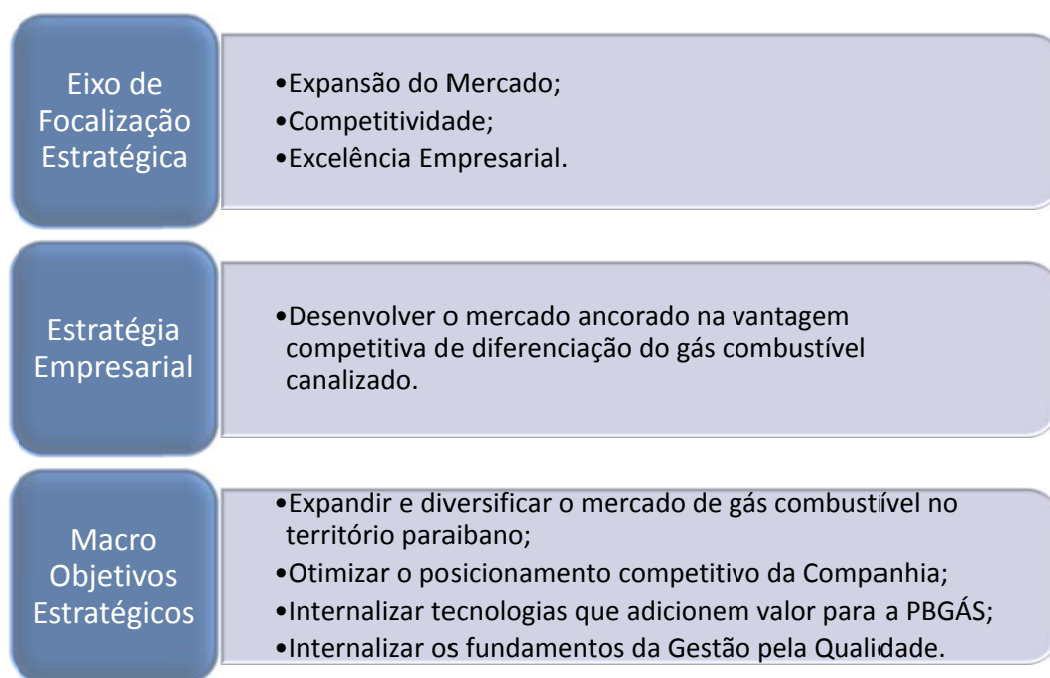 Eixo de
Focalização
Estratégica
•Expansão do Mercado;
•Competitividade;
•Excelência Empresarial.
Estratégia
Empresarial
•Desenvolver o mercado ancorado na vantagem
competitiva de diferenciação do gás combustível
canalizado.
Macro
Objetivos
Estratégicos
•Expandir e diversificar o mercado de gás combustível no
território paraibano;
•Otimizar o posicionamento competitivo da Companhia;
•Internalizar tecnologias que adicionem valor para a PBGÁS;
•Internalizar os fundamentos da Gestão pela Qualidade.